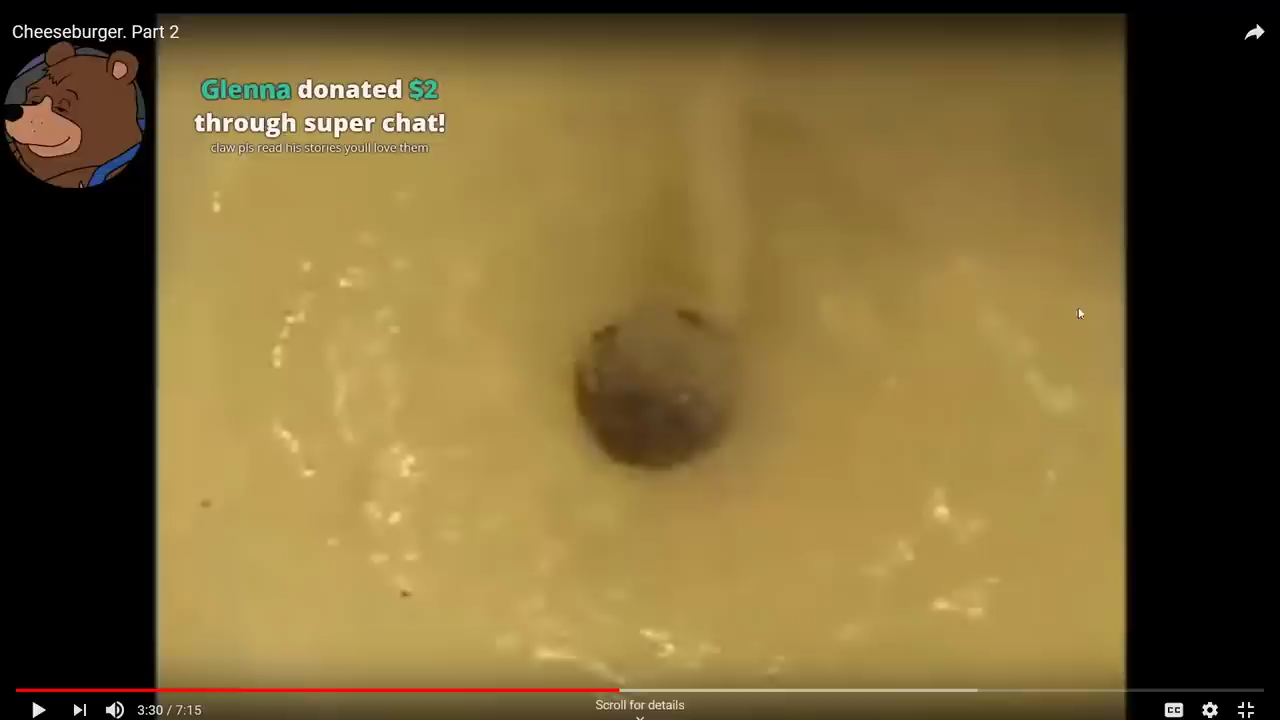 Cheeseburger. Part 2
Glenna donated $2
through super chat!
claw pls read his stories youll love them
3:30 / 7:15
Scroll for details
CC